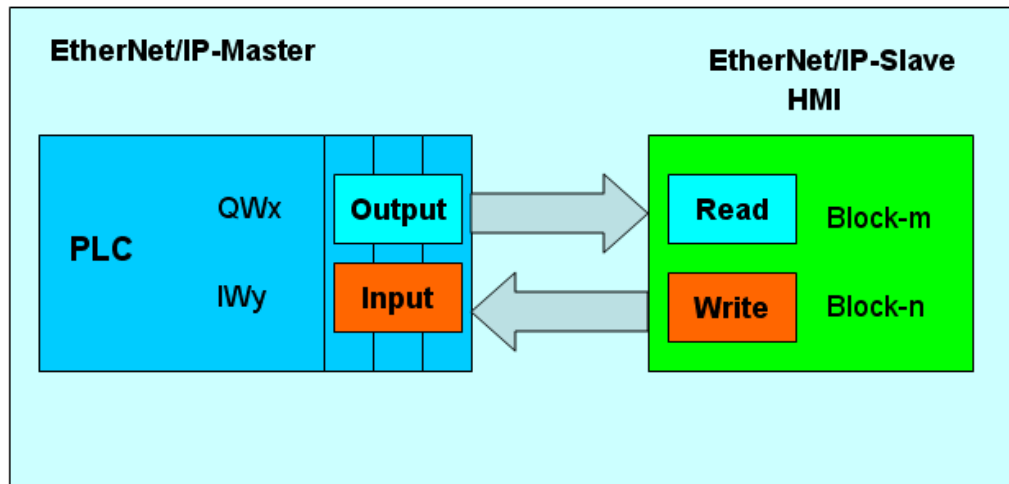 EtherNet/IP-Master
EtherNet/IP-Slave
HMI
PLC
QWx
Output
IWy
Input
Read
Block-m
Write
Block-n